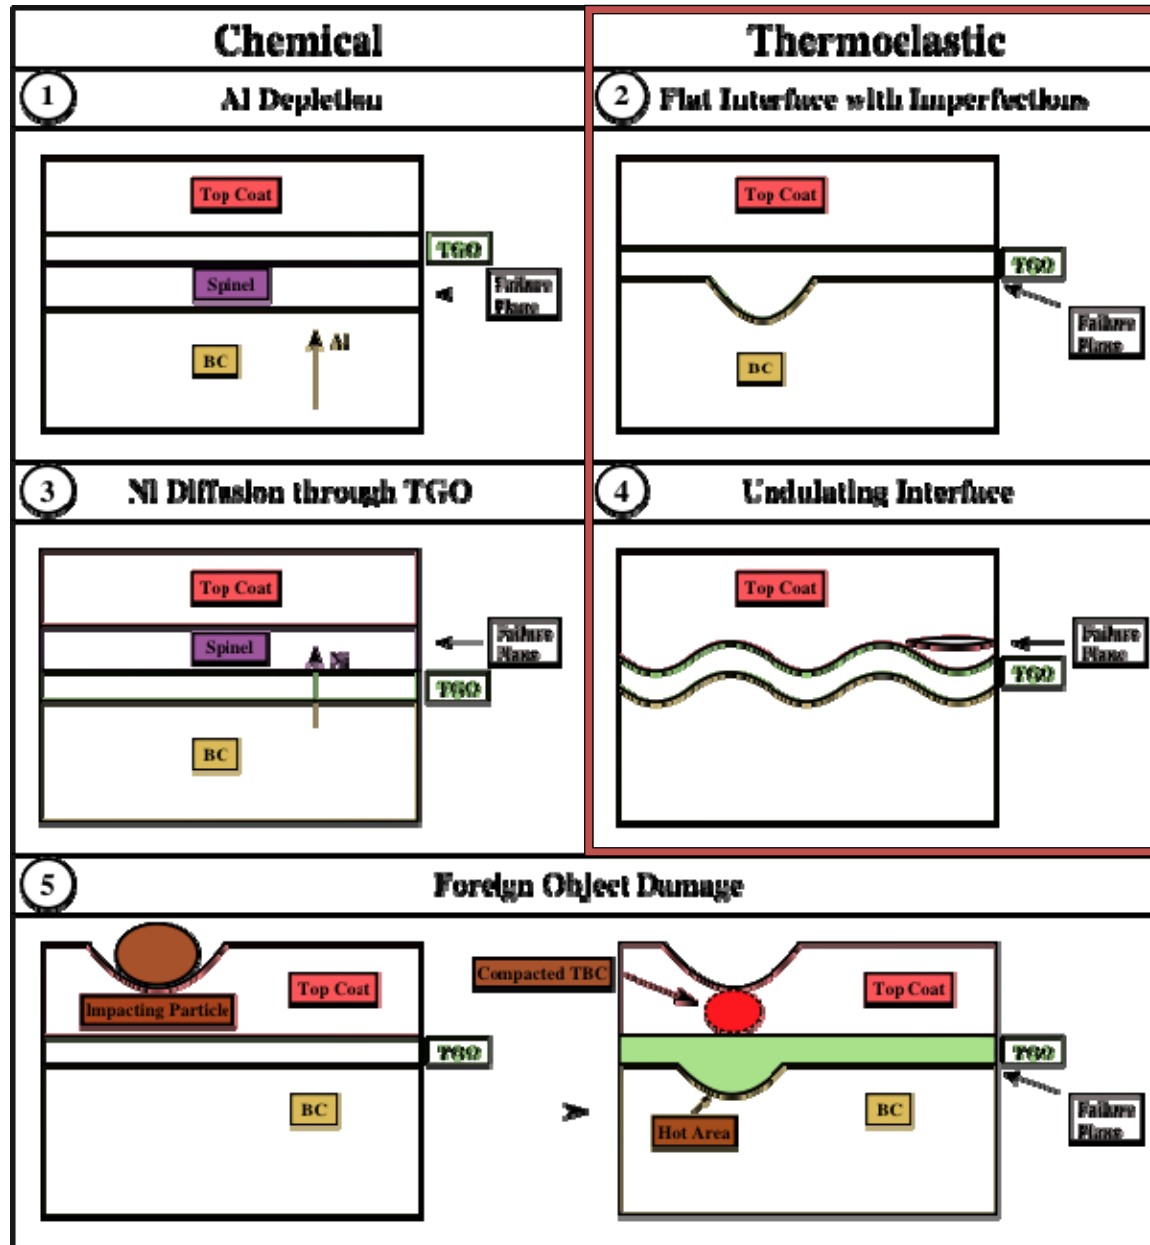 Chemical
Thermoelastic
1
Al Depletion
2
Flat Interface with Imperfections
Top Coat
TGO
Spinel
Failure
Plane
Al
BC
Top Coat
TGO
Failure
Plane
BC
3
Ni Diffusion through TGO
4
Undulating Interface
Top Coat
Spinel
Failure
Plane
Ni
TGO
BC
Top Coat
Failure
Plane
TGO
5
Foreign Object Damage
Top Coat
Impacting Particle
TGO
BC
Compacted TBC
Top Coat
TGO
BC
Hot Area
Failure
Plane